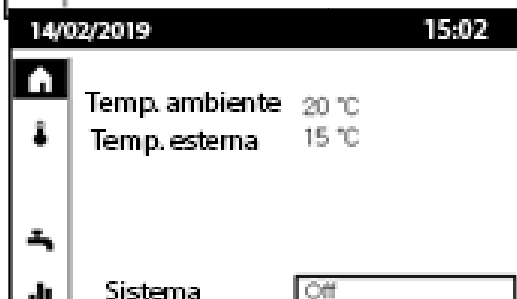 14/02/2019 15:02
Temp. ambiente 20 °C
Temp. esterna 15 °C
Sistema Off